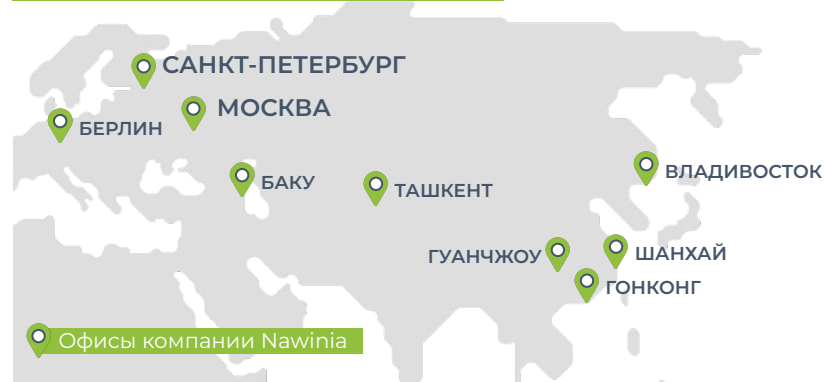 САНКТ-ПЕТЕРБУРГ
МОСКВА
БЕРЛИН
ВЛАДИВОСТОК
БАКУ
ТАШКЕНТ
ГУАНЧЖОУ
ШАНХАЙ
ГОНКОНГ
Офисы компании Nawinia